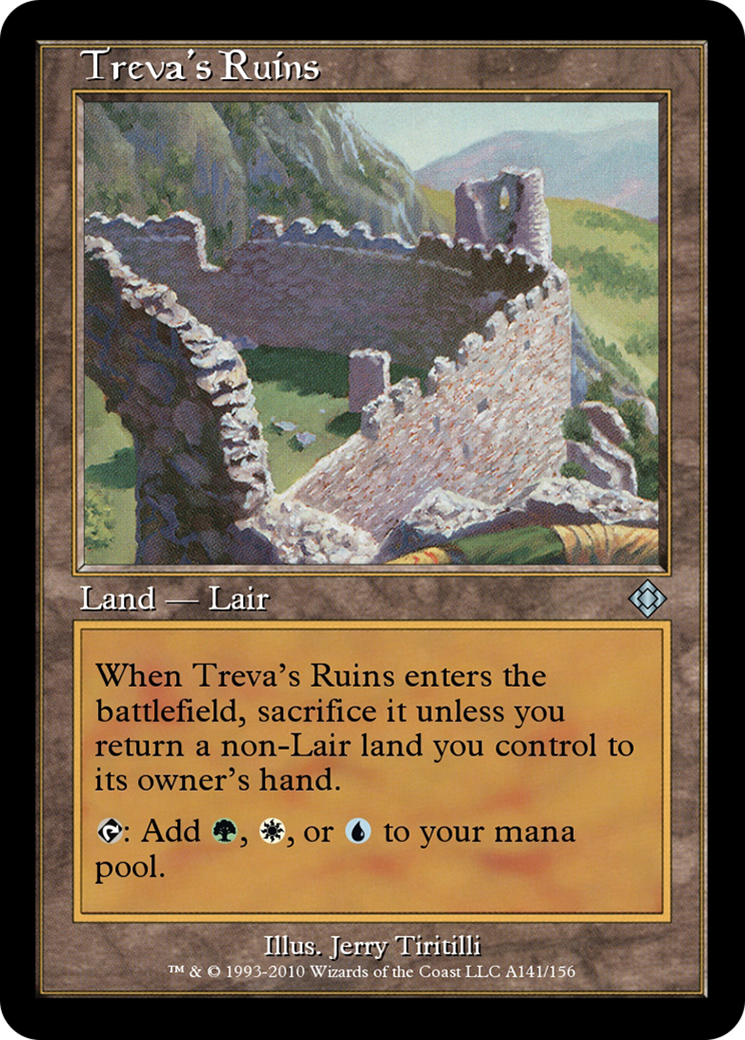 Treva's Ruins
Land — Lair
When Treva's Ruins enters the
battlefield, sacrifice it unless you
return a non-Lair land you control to
its owner's hand.
: Add , , or to your mana
pool.
Illus. Jerry Tiritilli
™ & © 1993-2010 Wizards of the Coast LLC A141/156